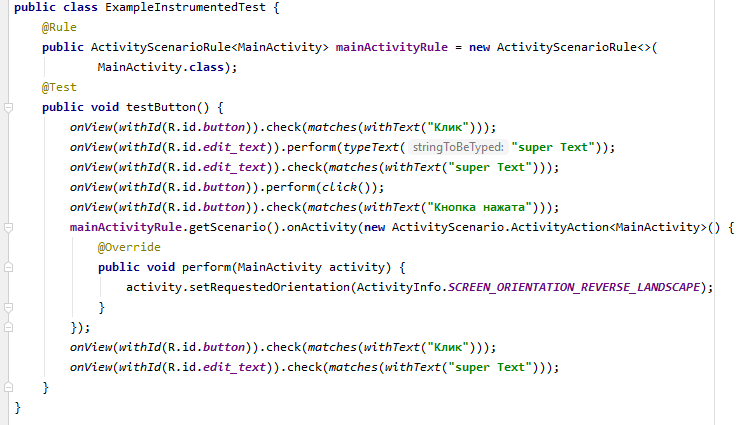 public class ExampleInstrumentedTest {
    @Rule
    public ActivityScenarioRule<MainActivity> mainActivityRule = new ActivityScenarioRule<>(
            MainActivity.class);
    @Test
    public void testButton() {
        onView(withId(R.id.button)).check(matches(withText("Клик")));
        onView(withId(R.id.edit_text)).perform(typeText( stringToBeTyped: "super Text"));
        onView(withId(R.id.edit_text)).check(matches(withText("super Text")));
        onView(withId(R.id.button)).perform(click());
        onView(withId(R.id.button)).check(matches(withText("Кнопка нажата")));
        mainActivityRule.getScenario().onActivity(new ActivityScenario.ActivityAction<MainActivity>() {
            @Override
            public void perform(MainActivity activity) {
                activity.setRequestedOrientation(ActivityInfo.SCREEN_ORIENTATION_REVERSE_LANDSCAPE);
            }
        });
        onView(withId(R.id.button)).check(matches(withText("Клик")));
        onView(withId(R.id.edit_text)).check(matches(withText("super Text")));
    }
}